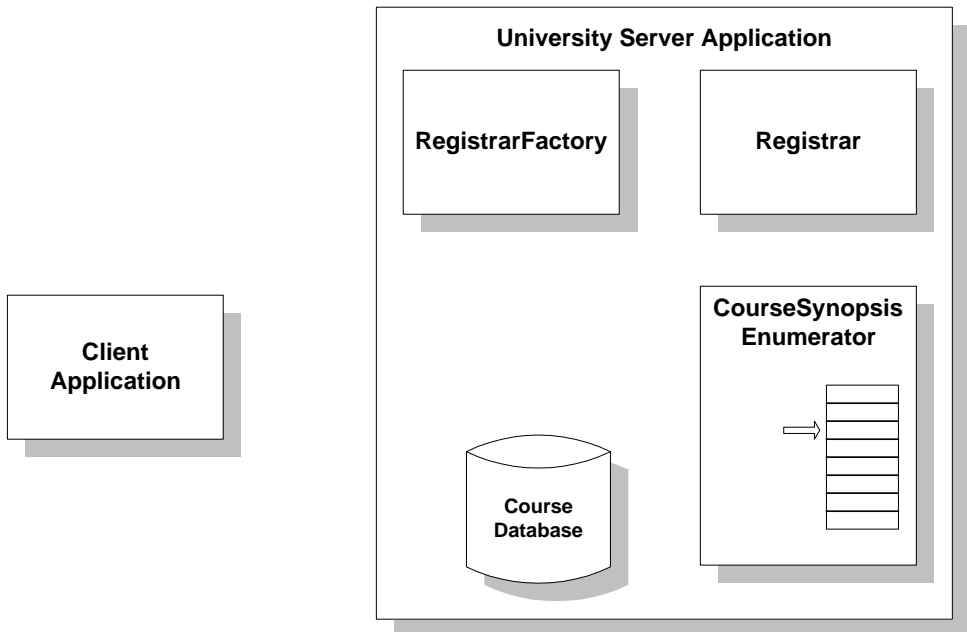 University Server Application
RegistrarFactory
Registrar
CourseSynopsis
Enumerator
Client
Application
Course
Database